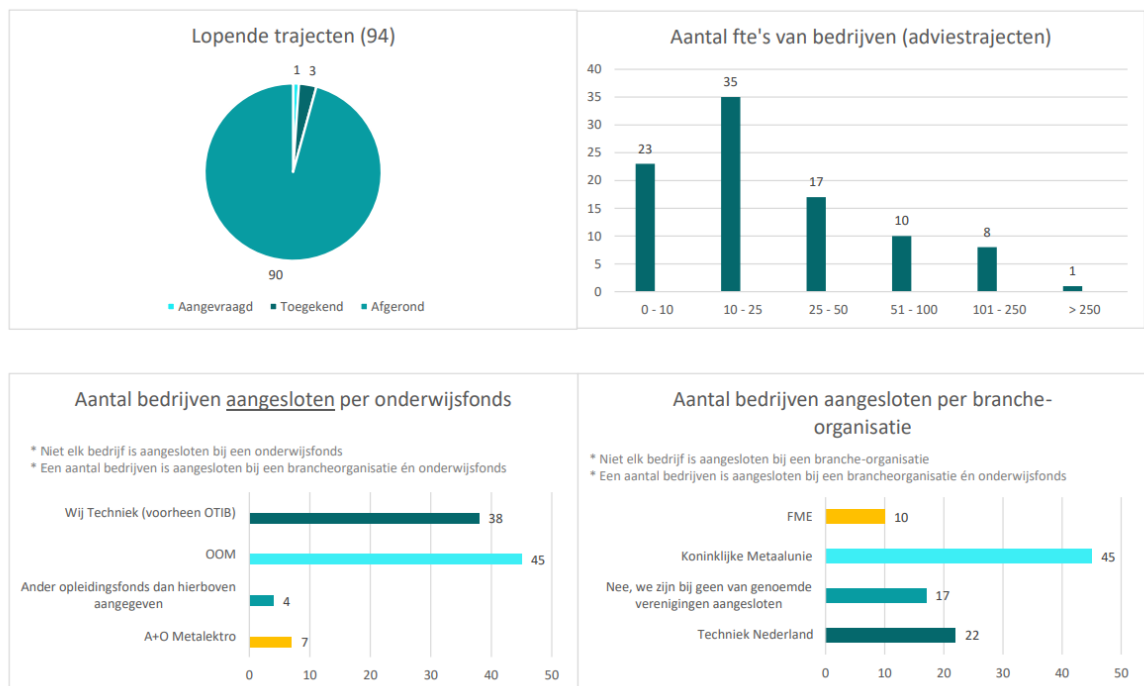 Lopende trajecten (94)
1 3
90
Aangevraagd Toegekend Afgerond
Aantal fte's van bedrijven (adviestrajecten)
40
35
30
25
20
15
10
5
0
23
35
17
10
8
1
0 - 10 10 - 25 25 - 50 51 - 100 101 - 250 > 250
Aantal bedrijven aangesloten per onderwijsfonds
* Niet elk bedrijf is aangesloten bij een onderwijsfonds
* Een aantal bedrijven is aangesloten bij een brancheorganisatie én onderwijsfonds
Wij Techniek (voorheen OTIB) 38
OOM 45
Ander opleidingsfonds dan hierboven
aangegeven 4
A+O Metalektro 7
0 10 20 30 40 50
Aantal bedrijven aangesloten per branche-
organisatie
* Niet elk bedrijf is aangesloten bij een branche-organisatie
* Een aantal bedrijven is aangesloten bij een brancheorganisatie én onderwijsfonds
FME 10
Koninklijke Metaalunie 45
Nee, we zijn bij geen van genoemde
verenigingen aangesloten 17
Techniek Nederland 22
0 10 20 30 40 50